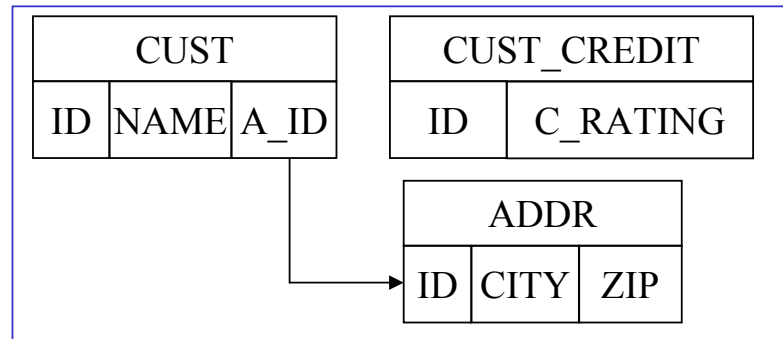 CUST
ID NAME A_ID
CUST_CREDIT
ID C_RATING
ADDR
ID CITY ZIP